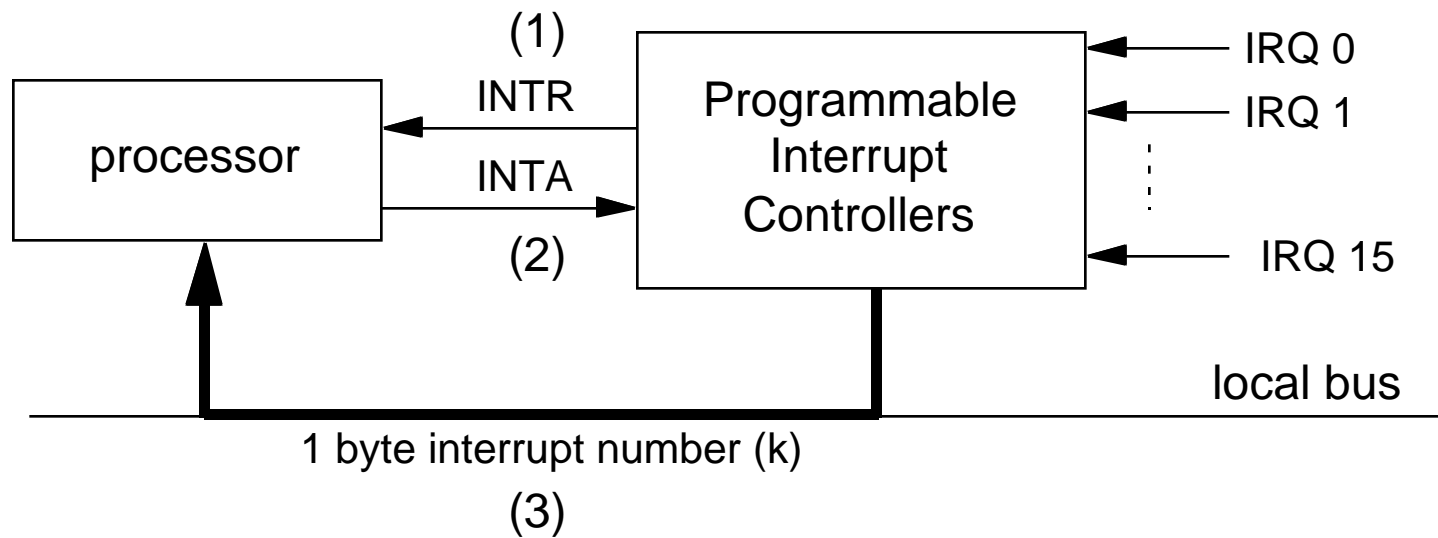 (1)
INTR
processor
INTA
(2)
Programmable
Interrupt
Controllers
IRQ 0
IRQ 1
IRQ 15
local bus
1 byte interrupt number (k)
(3)